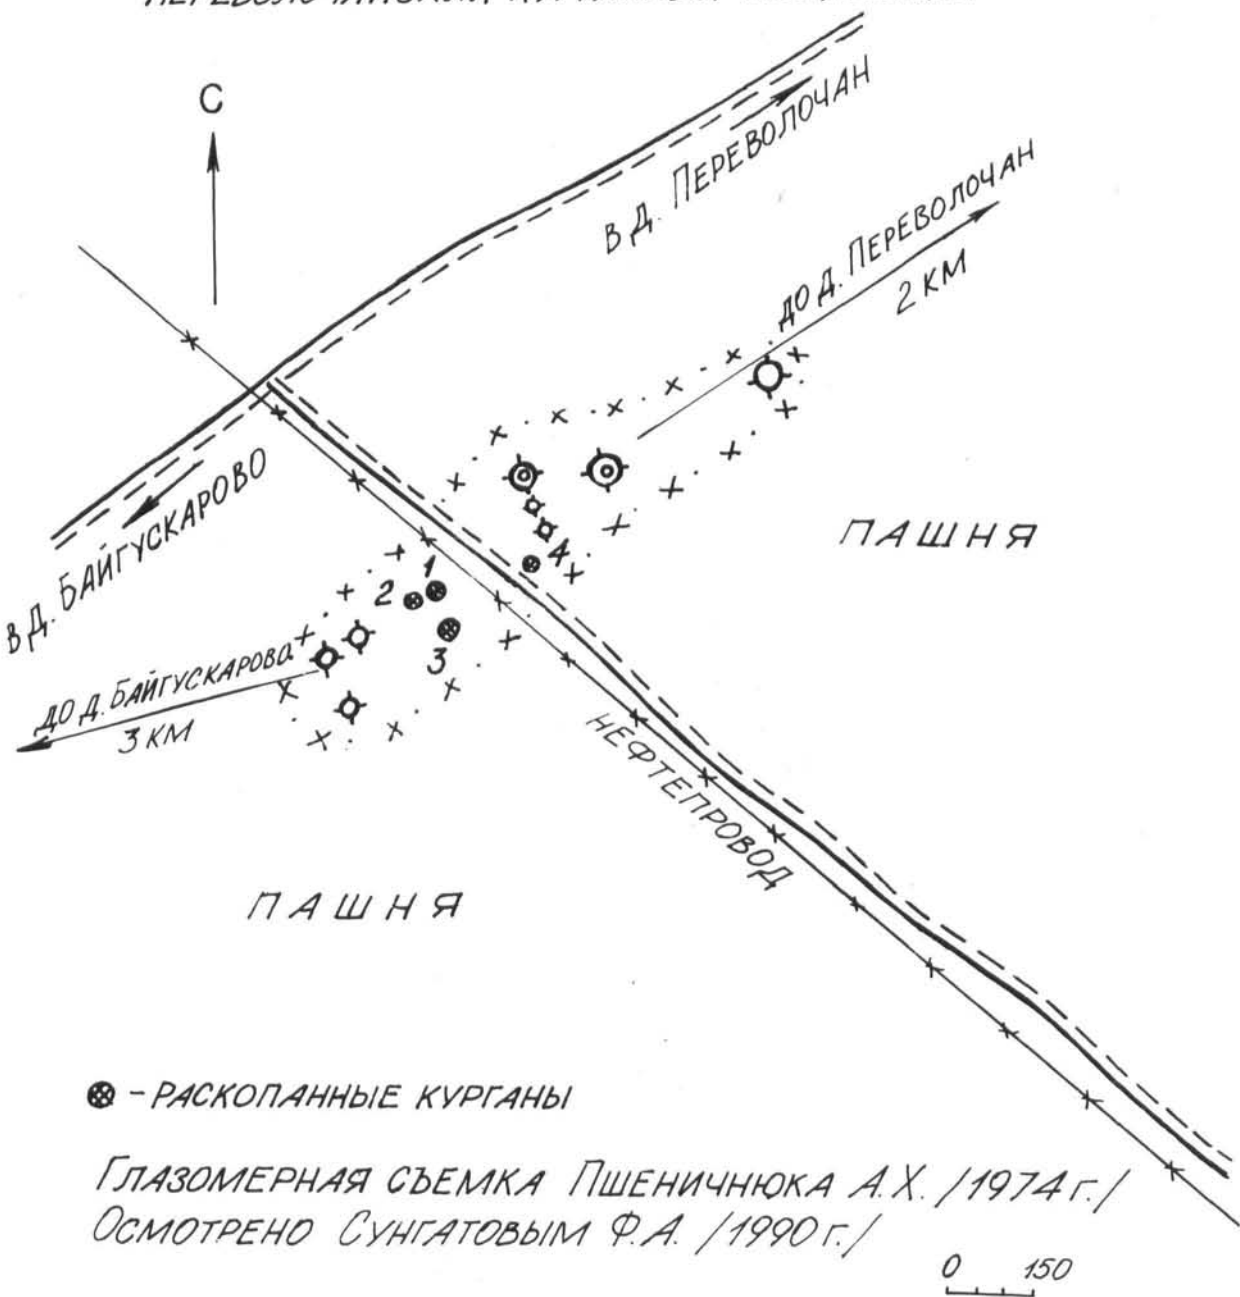 С
В Д. ПЕРЕВОЛОЧАН
ДО Д. ПЕРЕВОЛОЧАН
2 КМ
В Д. БАЙГУСКАРОВО
ПАШНЯ
4
1
2
3
ДО Д. БАЙГУСКАРОВА
3 КМ
НЕФТЕПРОВОД
ПАШНЯ
- РАСКОПАННЫЕ КУРГАНЫ
ГЛАЗОМЕРНАЯ СЪЕМКА ПШЕНИЧНЮКА А.Х. /1974 г./
ОСМОТРЕНО СУНГАТОВЫМ Ф.А. /1990 г./
0 150